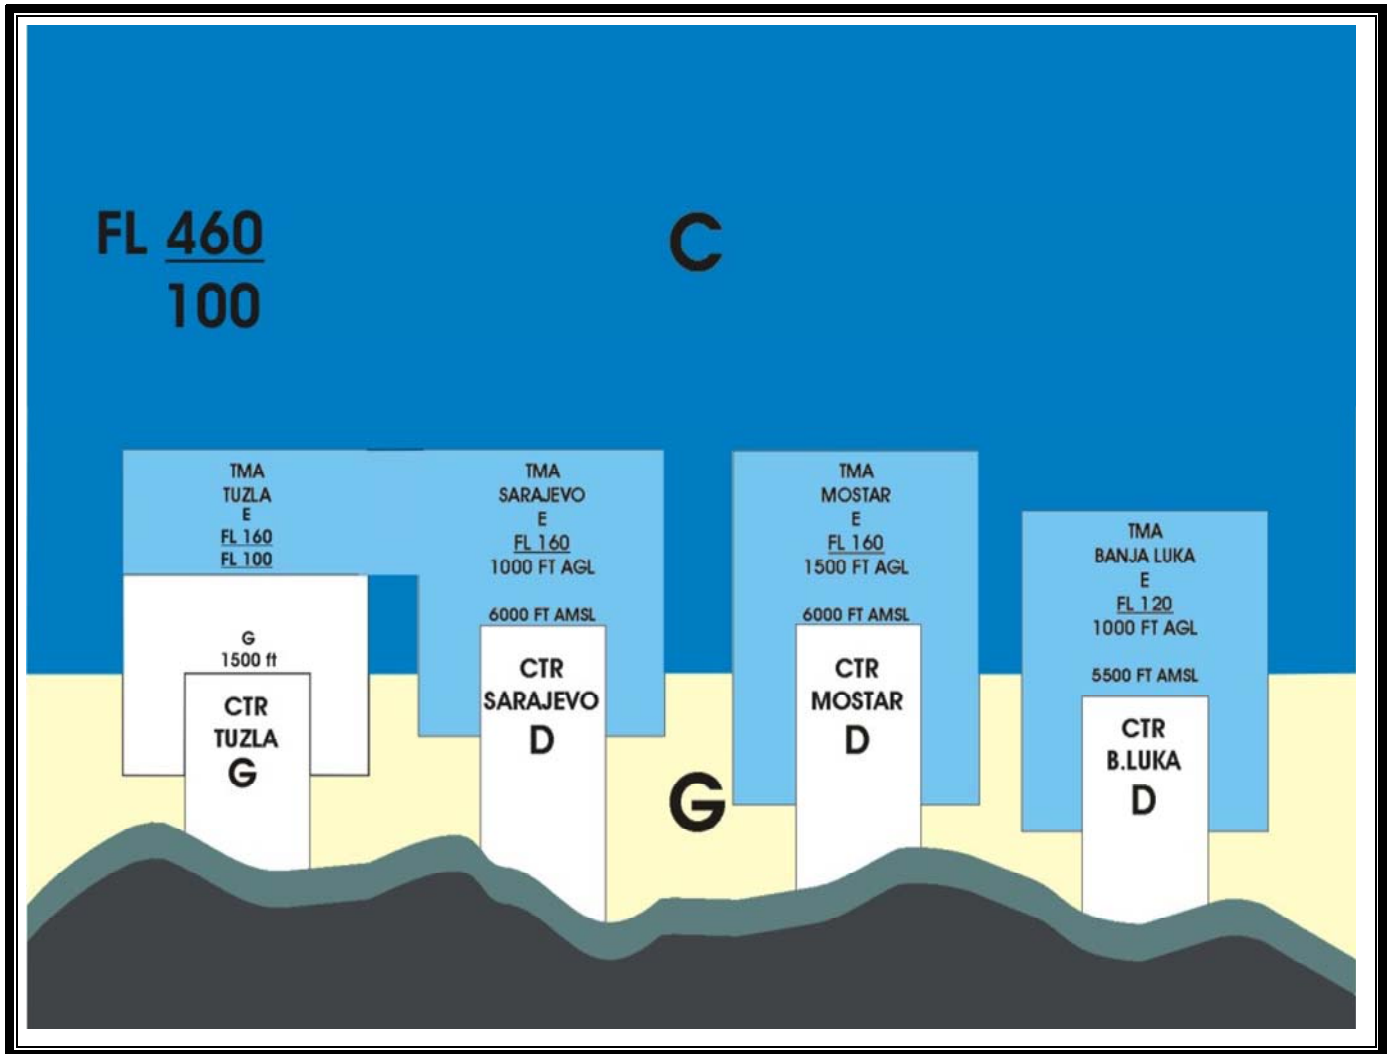 FL 460
100
C
TMA
TUZLA
E
FL 160
FL 100
G
1500 ft
CTR
TUZLA
G
TMA
SARAJEVO
E
FL 160
1000 FT AGL
6000 FT AMSL
CTR
SARAJEVO
D
G
TMA
MOSTAR
E
FL 160
1500 FT AGL
6000 FT AMSL
CTR
MOSTAR
D
TMA
BANJA LUKA
E
FL 120
1000 FT AGL
5500 FT AMSL
CTR
B.LUKA
D